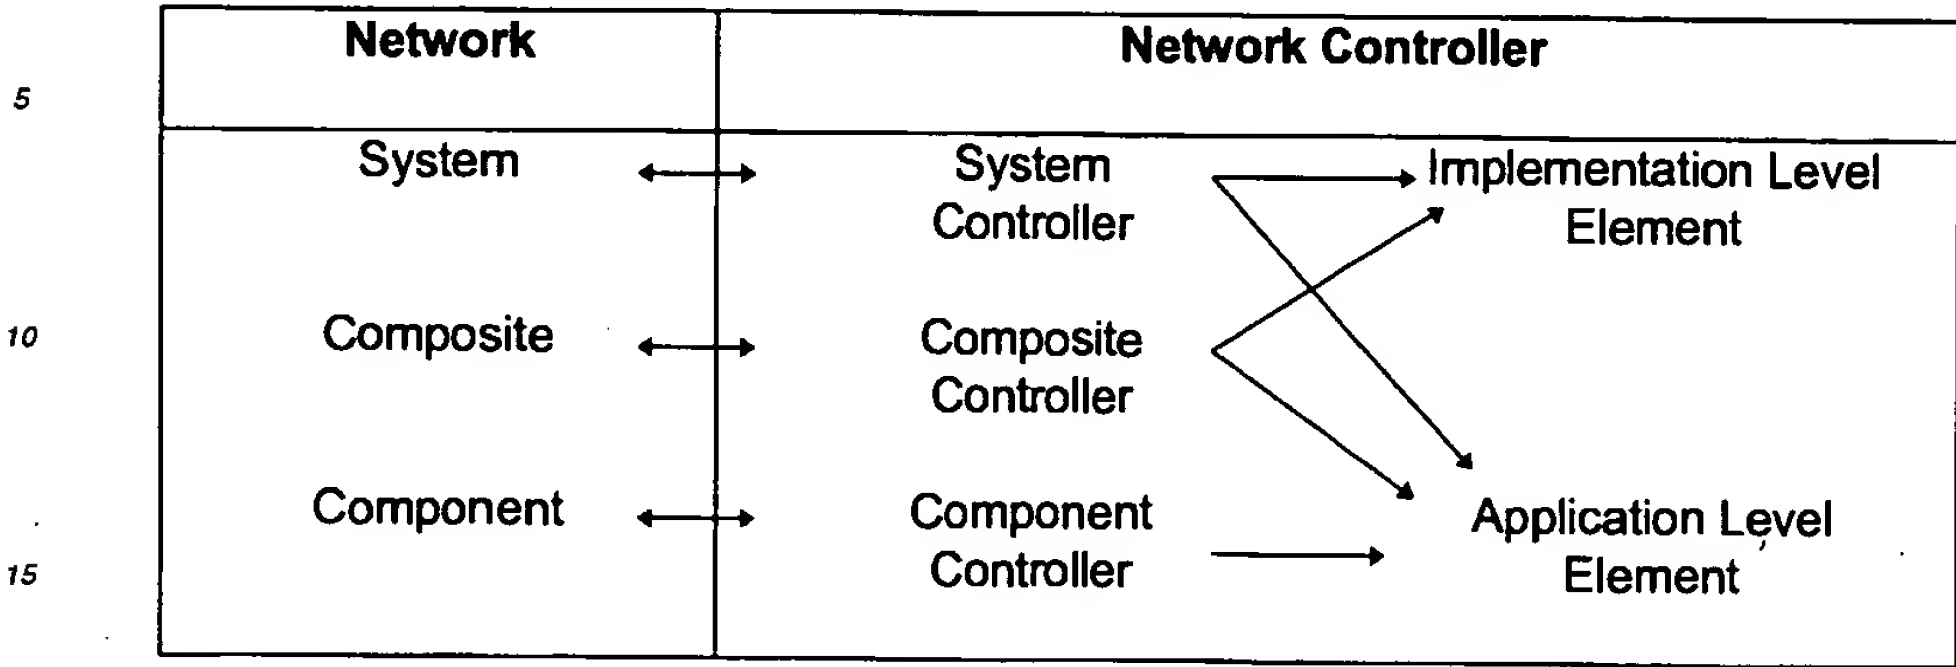 Network Network Controller
5
System System Implementation Level
Controller Element
10
Composite Composite
Controller
Component Component Application Level
15
Controller Element